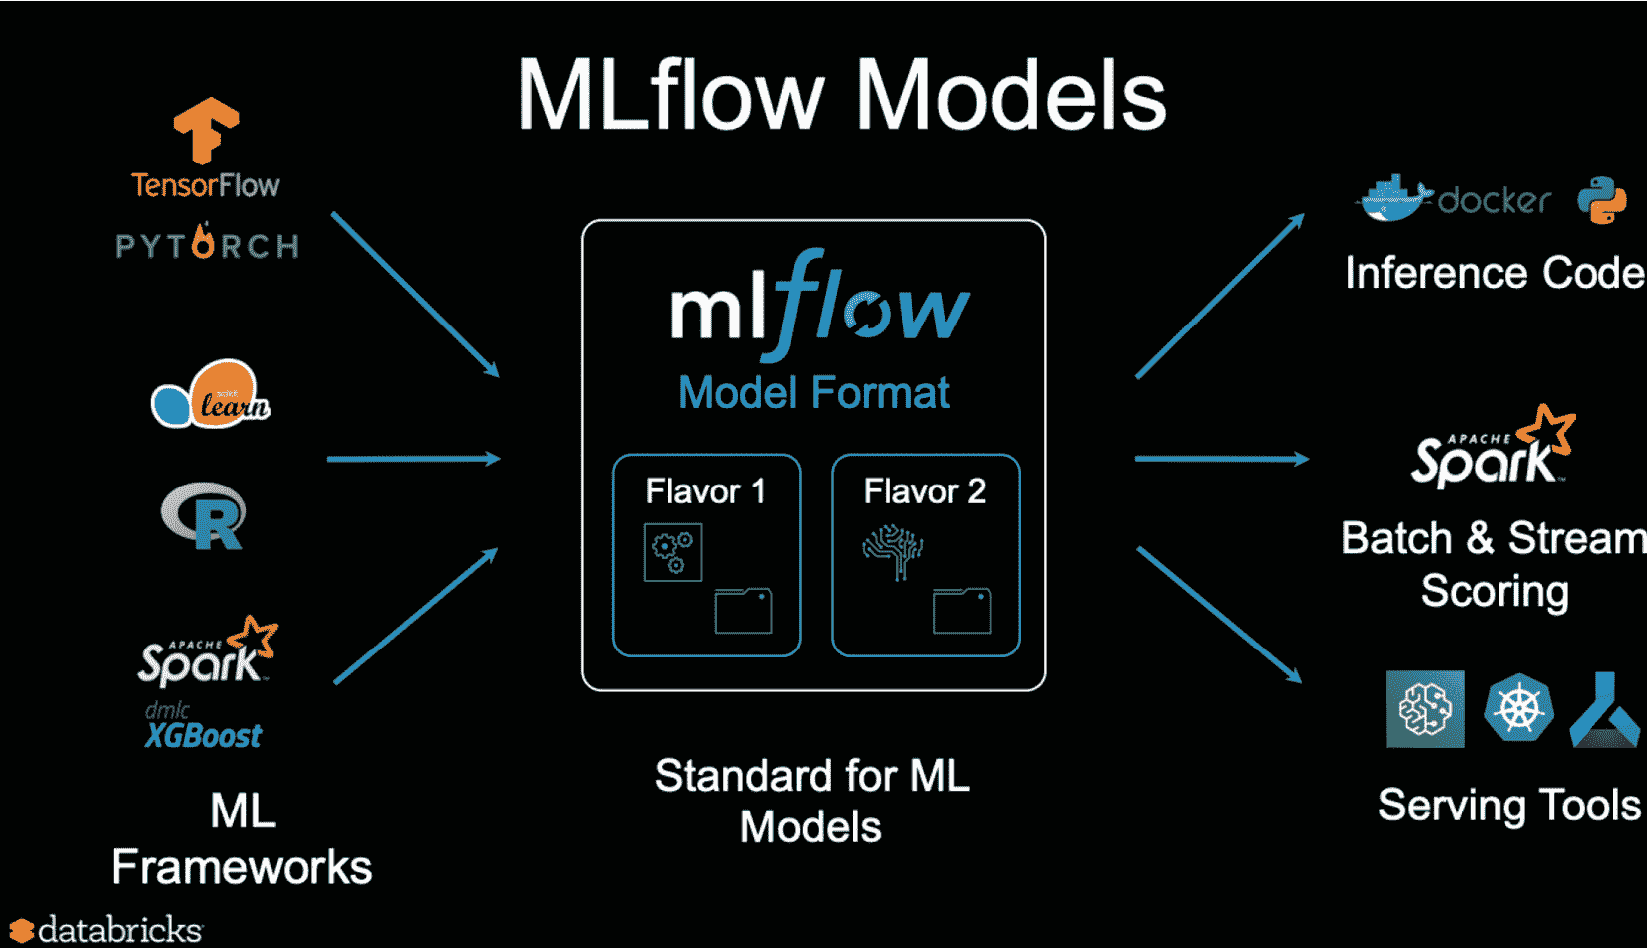 MLflow Models
TensorFlow
PYTORCH
scikit
learn
R
APACHE
Spark
dmlc
XGBoost
ML
Frameworks
mlflow
Model Format
Flavor 1
Flavor 2
Standard for ML
Models
docker
Inference Code
APACHE
Spark
Batch & Stream
Scoring
Serving Tools
databricks